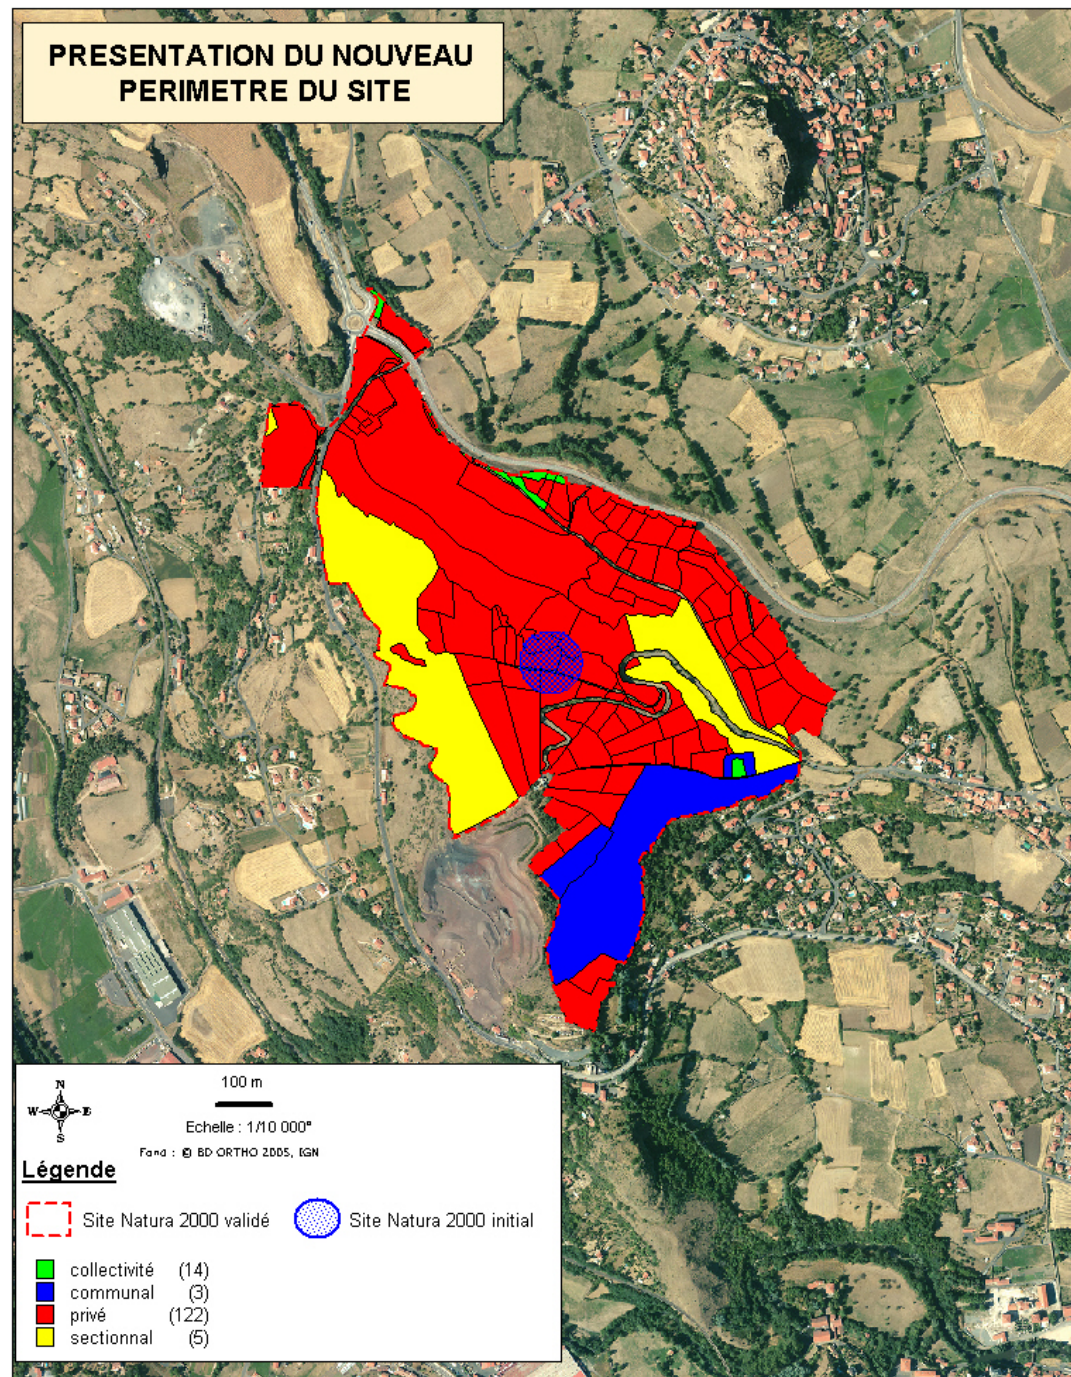 PRESENTATION DU NOUVEAU
PERIMETRE DU SITE
N
W E
S
100 m
Echelle : 1/10 000°
Fond : © BD ORTHO 2005, IGN
Légende
Site Natura 2000 validé
Site Natura 2000 initial
collectivité (14)
communal (3)
privé (122)
sectionnal (5)